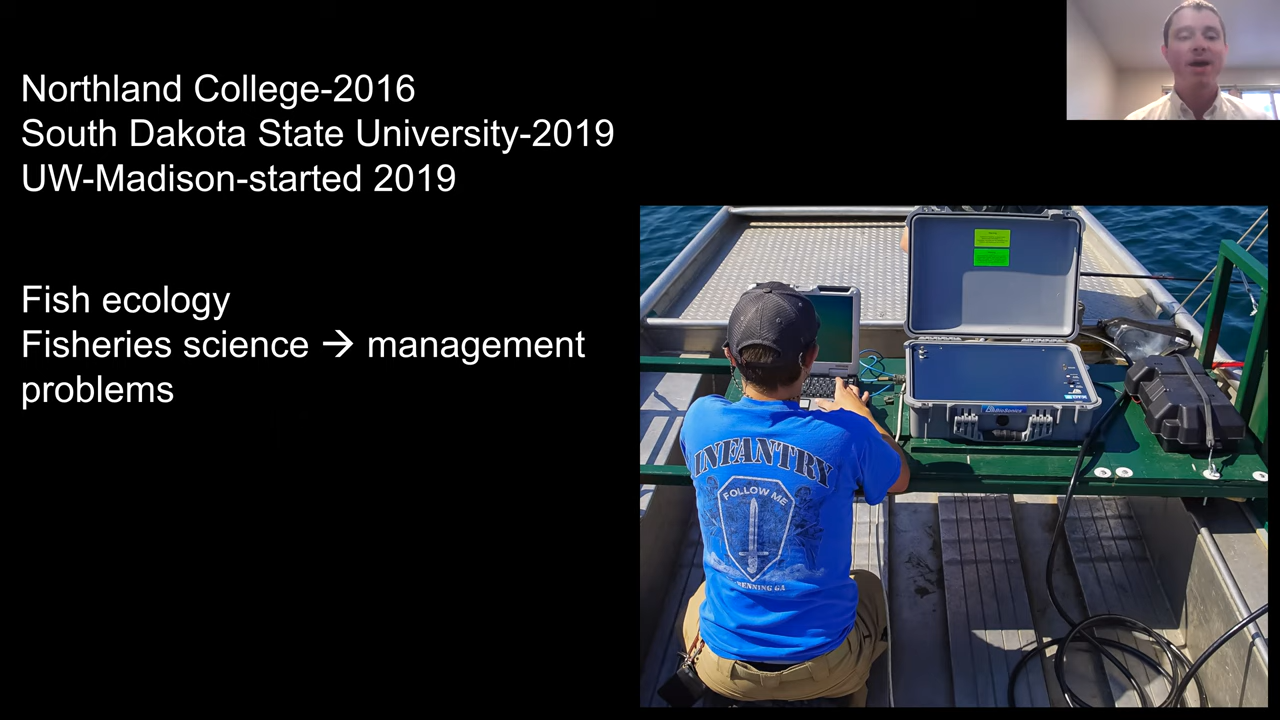 Northland College-2016
South Dakota State University-2019
UW-Madison-started 2019
Fish ecology
Fisheries science → management
problems
INFANTRY
FOLLOW ME
BENNING GA
BioSonics